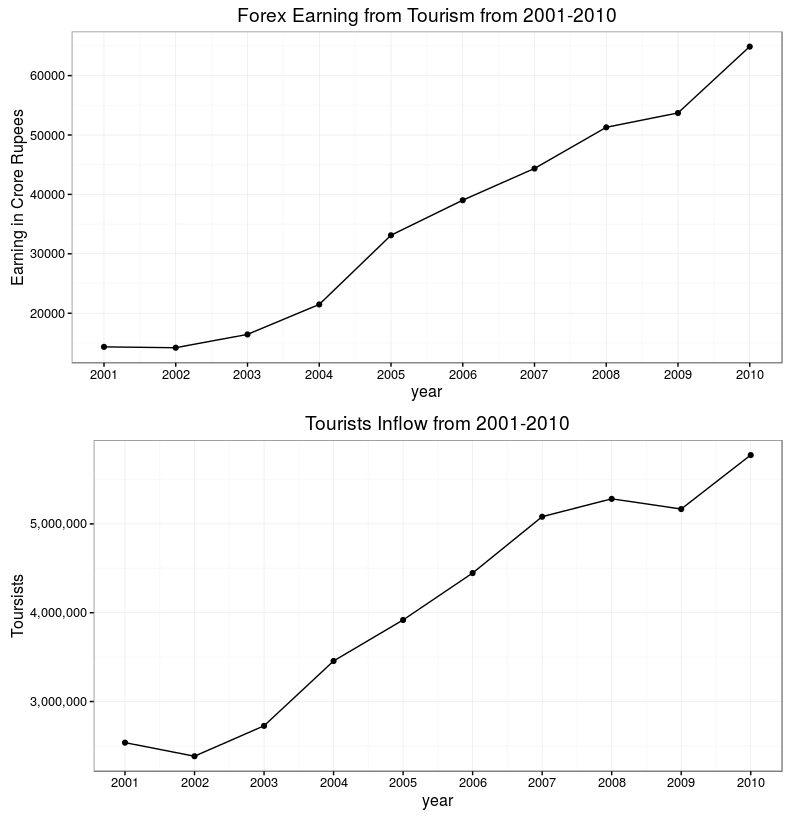 Forex Earning from Tourism from 2001-2010
Earning in Crore Rupees
60000
50000
40000
30000
20000
2001 2002 2003 2004 2005 2006 2007 2008 2009 2010
year
Tourists Inflow from 2001-2010
Toursists
5,000,000
4,000,000
3,000,000
2001 2002 2003 2004 2005 2006 2007 2008 2009 2010
year